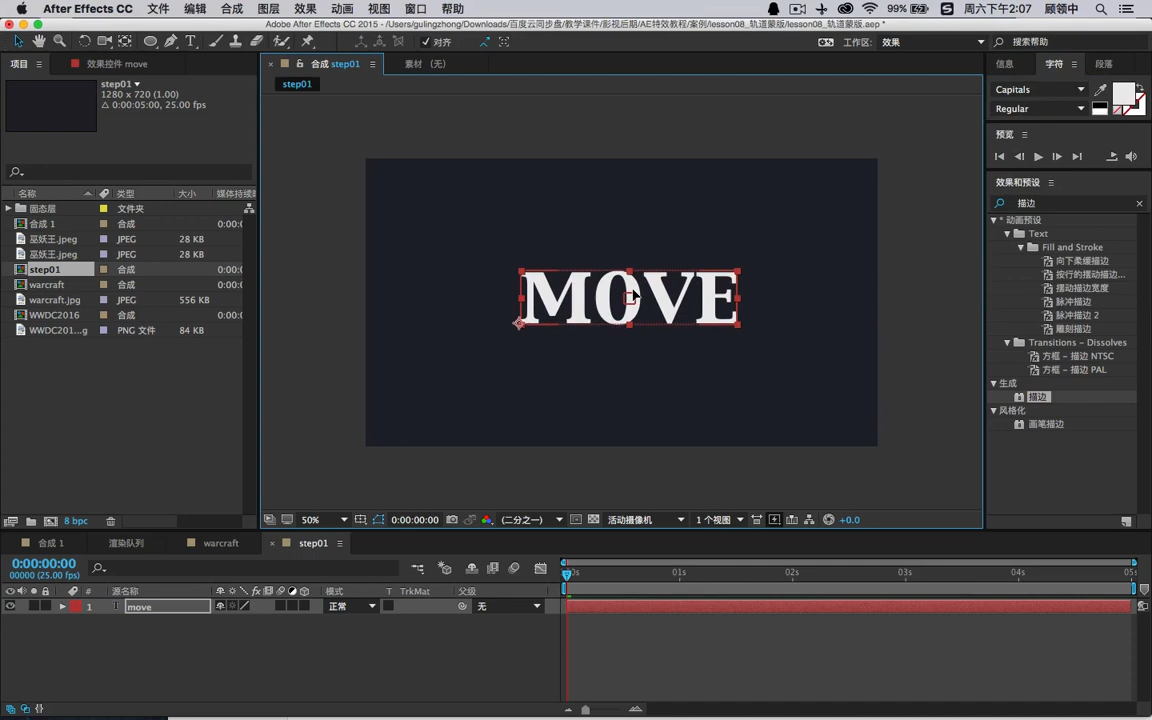 After Effects CC 文件 编辑 合成 图层 效果 动画 视图 窗口 帮助 99% 周六下午2:07 顾领中
Adobe After Effects CC 2015 - /Users/gulingzhong/Downloads/百度云同步盘/教学课件/影视后期/AE特效教程/案例/lesson08_轨道蒙版/lesson08_轨道蒙版.aep *
对齐 工作区: 效果 搜索帮助
项目 效果控件 move
合成 step01 素材 (无)
信息 字符 段落
step01
1280 x 720 (1.00)
Δ 0:00:05:00, 25.00 fps
step01
Capitals
Regular
预览
效果和预设
描边
名称 类型 大小 媒体持续
固态层 文件夹
合成 1 合成 0:00:0
巫妖王.jpeg JPEG 28 KB
巫妖王.jpeg JPEG 28 KB
step01 合成 0:00:0
warcraft 合成 0:00:0
warcraft.jpg JPEG 556 KB
WWDC2016 合成 0:00:0
WWDC201...g PNG 文件 84 KB
MOVE
* 动画预设
Text
Fill and Stroke
向下柔缓描边
按行的摆动描边...
摆动描边宽度
脉冲描边
脉冲描边 2
雕刻描边
Transitions - Dissolves
方框 - 描边 NTSC
方框 - 描边 PAL
生成
描边
风格化
画笔描边
8 bpc
50% 0:00:00:00 (二分之一) 活动摄像机 1 个视图 +0.0
合成 1 渲染队列 warcraft step01
0:00:00:00
00000 (25.00 fps)
0s 01s 02s 03s 04s 05s
# 源名称 模式 T TrkMat 父级
1 T move 正常 无